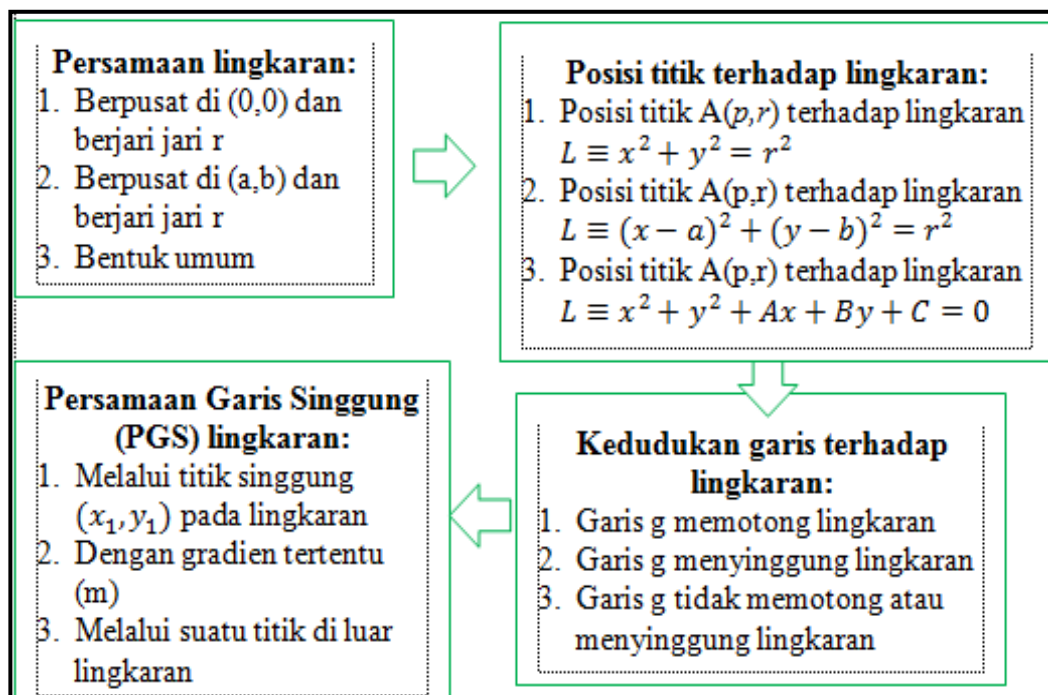 Persamaan lingkaran:
1. Berpusat di (0,0) dan
berjari jari r
2. Berpusat di (a,b) dan
berjari jari r
3. Bentuk umum
Posisi titik terhadap lingkaran:
1. Posisi titik A(p,r) terhadap lingkaran
L ≡ x² + y² = r²
2. Posisi titik A(p,r) terhadap lingkaran
L ≡ (x − a)² + (y − b)² = r²
3. Posisi titik A(p,r) terhadap lingkaran
L ≡ x² + y² + Ax + By + C = 0
Kedudukan garis terhadap
lingkaran:
1. Garis g memotong lingkaran
2. Garis g menyinggung lingkaran
3. Garis g tidak memotong atau
menyinggung lingkaran
Persamaan Garis Singgung
(PGS) lingkaran:
1. Melalui titik singgung
(x₁, y₁) pada lingkaran
2. Dengan gradien tertentu
(m)
3. Melalui suatu titik di luar
lingkaran